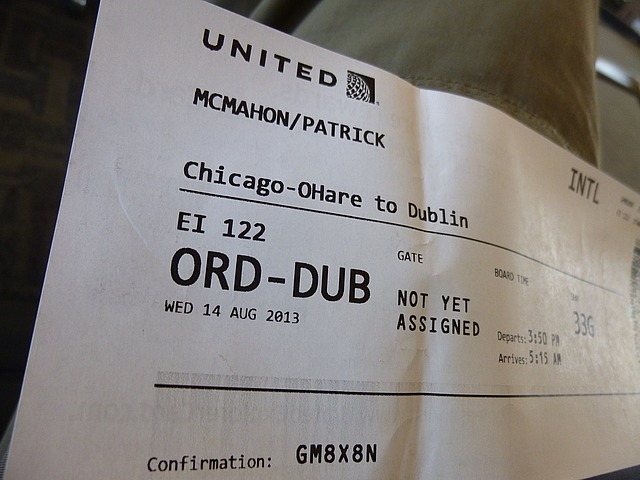 UNITED
MCMAHON/PATRICK
Chicago-OHare to Dublin
INTL
EI 122
ORD-DUB
WED 14 AUG 2013
GATE
NOT YET
ASSIGNED
BOARD TIME
Departs: 3:50 PM
Arrives: 5:15 AM
33G
Confirmation: GM8X8N